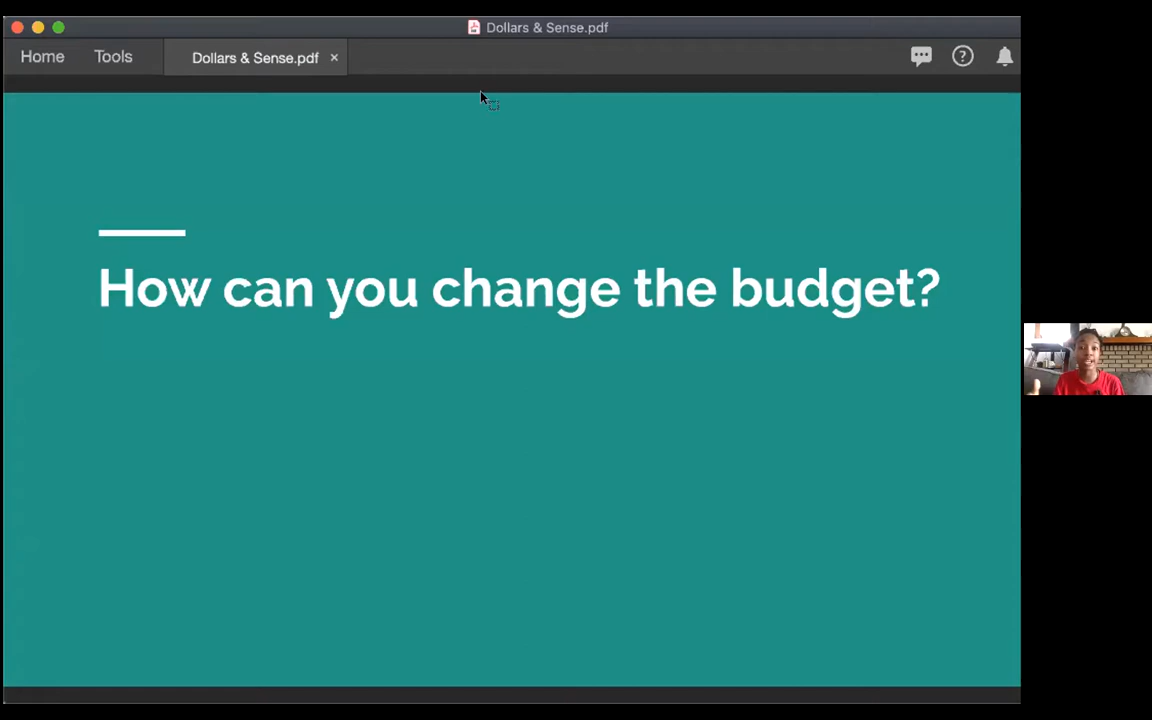 Dollars & Sense.pdf
Home Tools Dollars & Sense.pdf ×
How can you change the budget?